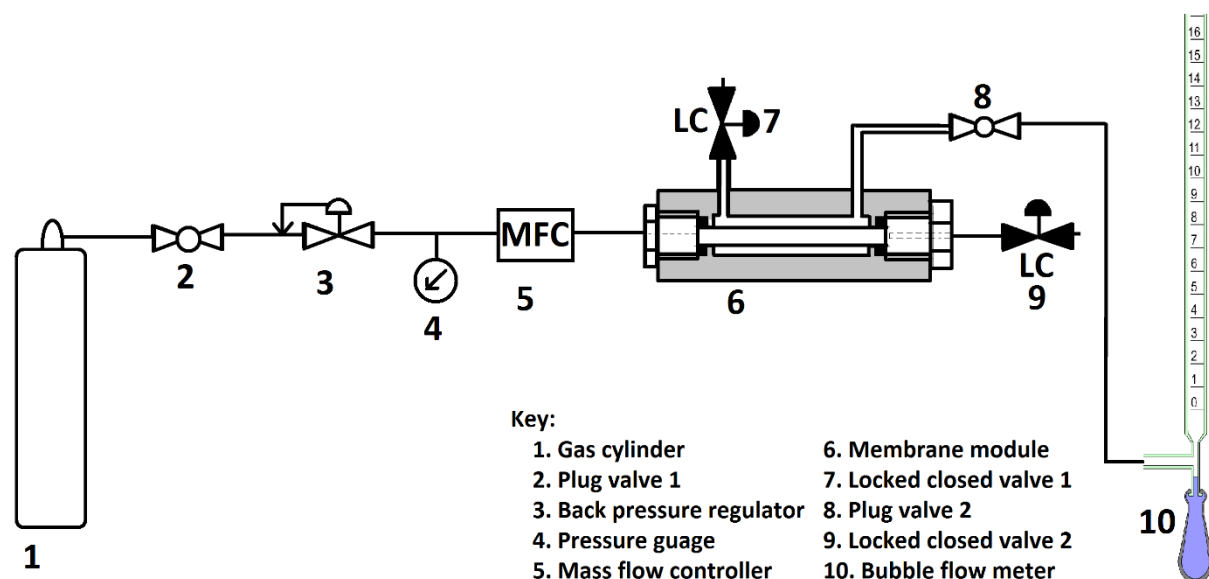 16
15
14
13
12
11
10
9
8
7
6
5
4
3
2
1
0
LC 7
8
2
3
4
MFC
5
6
LC
9
10
1
Key:
1. Gas cylinder
2. Plug valve 1
3. Back pressure regulator
4. Pressure guage
5. Mass flow controller
6. Membrane module
7. Locked closed valve 1
8. Plug valve 2
9. Locked closed valve 2
10. Bubble flow meter